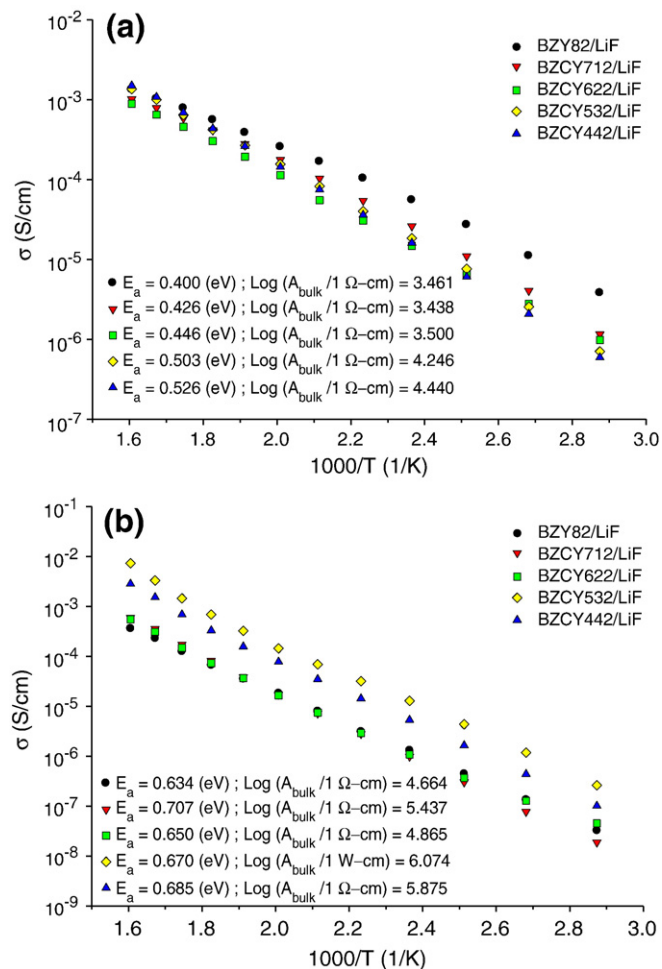 (a)
10-2
10-3
10-4
10-5
10-6
10-7
σ (S/cm)
BZY82/LiF
BZCY712/LiF
BZCY622/LiF
BZCY532/LiF
BZCY442/LiF
Ea = 0.400 (eV) ; Log (Abulk /1 Ω–cm) = 3.461
Ea = 0.426 (eV) ; Log (Abulk /1 Ω–cm) = 3.438
Ea = 0.446 (eV) ; Log (Abulk /1 Ω–cm) = 3.500
Ea = 0.503 (eV) ; Log (Abulk /1 Ω–cm) = 4.246
Ea = 0.526 (eV) ; Log (Abulk /1 Ω–cm) = 4.440
1.6 1.8 2.0 2.2 2.4 2.6 2.8 3.0
1000/T (1/K)
(b)
10-1
10-2
10-3
10-4
10-5
10-6
10-7
10-8
10-9
σ (S/cm)
BZY82/LiF
BZCY712/LiF
BZCY622/LiF
BZCY532/LiF
BZCY442/LiF
Ea = 0.634 (eV) ; Log (Abulk /1 Ω–cm) = 4.664
Ea = 0.707 (eV) ; Log (Abulk /1 Ω–cm) = 5.437
Ea = 0.650 (eV) ; Log (Abulk /1 Ω–cm) = 4.865
Ea = 0.670 (eV) ; Log (Abulk /1 W–cm) = 6.074
Ea = 0.685 (eV) ; Log (Abulk /1 Ω–cm) = 5.875
1.6 1.8 2.0 2.2 2.4 2.6 2.8 3.0
1000/T (1/K)